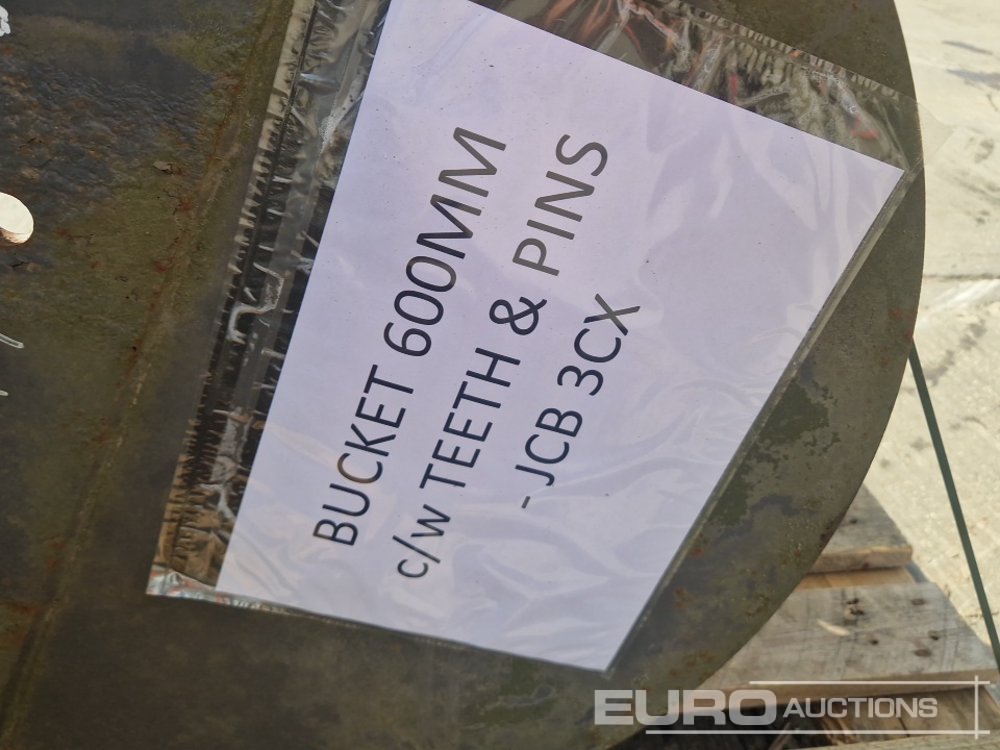 BUCKET 600MM
c/w TEETH & PINS
- JCB 3CX
EURO AUCTIONS